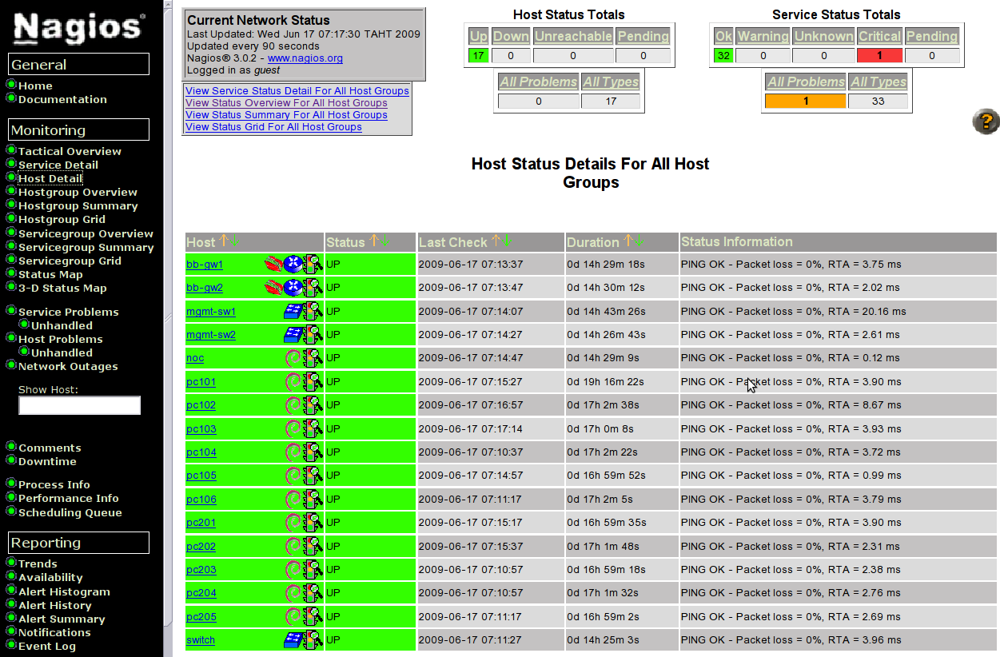 Nagios®
General
Home
Documentation
Monitoring
Tactical Overview
Service Detail
Host Detail
Hostgroup Overview
Hostgroup Summary
Hostgroup Grid
Servicegroup Overview
Servicegroup Summary
Servicegroup Grid
Status Map
3-D Status Map
Service Problems
Unhandled
Host Problems
Unhandled
Network Outages
Show Host:
Comments
Downtime
Process Info
Performance Info
Scheduling Queue
Reporting
Trends
Availability
Alert Histogram
Alert History
Alert Summary
Notifications
Event Log
Current Network Status
Last Updated: Wed Jun 17 07:17:30 TAHT 2009
Updated every 90 seconds
Nagios® 3.0.2 - www.nagios.org
Logged in as guest
View Service Status Detail For All Host Groups
View Status Overview For All Host Groups
View Status Summary For All Host Groups
View Status Grid For All Host Groups
Host Status Totals
Up Down Unreachable Pending
17 0 0 0
All Problems All Types
0 17
Service Status Totals
Ok Warning Unknown Critical Pending
32 0 0 1 0
All Problems All Types
1 33
?
Host Status Details For All Host
Groups
Host Status Last Check Duration Status Information
bb-gw1 UP 2009-06-17 07:13:37 0d 14h 29m 18s PING OK - Packet loss = 0%, RTA = 3.75 ms
bb-gw2 UP 2009-06-17 07:13:47 0d 14h 30m 12s PING OK - Packet loss = 0%, RTA = 2.02 ms
mgmt-sw1 UP 2009-06-17 07:14:07 0d 14h 43m 26s PING OK - Packet loss = 0%, RTA = 20.16 ms
mgmt-sw2 UP 2009-06-17 07:14:27 0d 14h 26m 43s PING OK - Packet loss = 0%, RTA = 2.61 ms
noc UP 2009-06-17 07:14:47 0d 14h 29m 9s PING OK - Packet loss = 0%, RTA = 0.12 ms
pc101 UP 2009-06-17 07:15:27 0d 19h 16m 22s PING OK - Packet loss = 0%, RTA = 3.90 ms
pc102 UP 2009-06-17 07:16:57 0d 17h 2m 38s PING OK - Packet loss = 0%, RTA = 8.67 ms
pc103 UP 2009-06-17 07:17:14 0d 17h 0m 8s PING OK - Packet loss = 0%, RTA = 3.93 ms
pc104 UP 2009-06-17 07:10:37 0d 17h 2m 22s PING OK - Packet loss = 0%, RTA = 3.72 ms
pc105 UP 2009-06-17 07:14:57 0d 16h 59m 52s PING OK - Packet loss = 0%, RTA = 0.99 ms
pc106 UP 2009-06-17 07:11:17 0d 17h 2m 5s PING OK - Packet loss = 0%, RTA = 3.79 ms
pc201 UP 2009-06-17 07:15:17 0d 16h 59m 35s PING OK - Packet loss = 0%, RTA = 3.90 ms
pc202 UP 2009-06-17 07:15:37 0d 17h 1m 48s PING OK - Packet loss = 0%, RTA = 2.31 ms
pc203 UP 2009-06-17 07:10:57 0d 16h 59m 18s PING OK - Packet loss = 0%, RTA = 2.38 ms
pc204 UP 2009-06-17 07:10:57 0d 17h 1m 32s PING OK - Packet loss = 0%, RTA = 2.76 ms
pc205 UP 2009-06-17 07:11:17 0d 16h 59m 2s PING OK - Packet loss = 0%, RTA = 2.69 ms
switch UP 2009-06-17 07:11:27 0d 14h 25m 3s PING OK - Packet loss = 0%, RTA = 3.96 ms